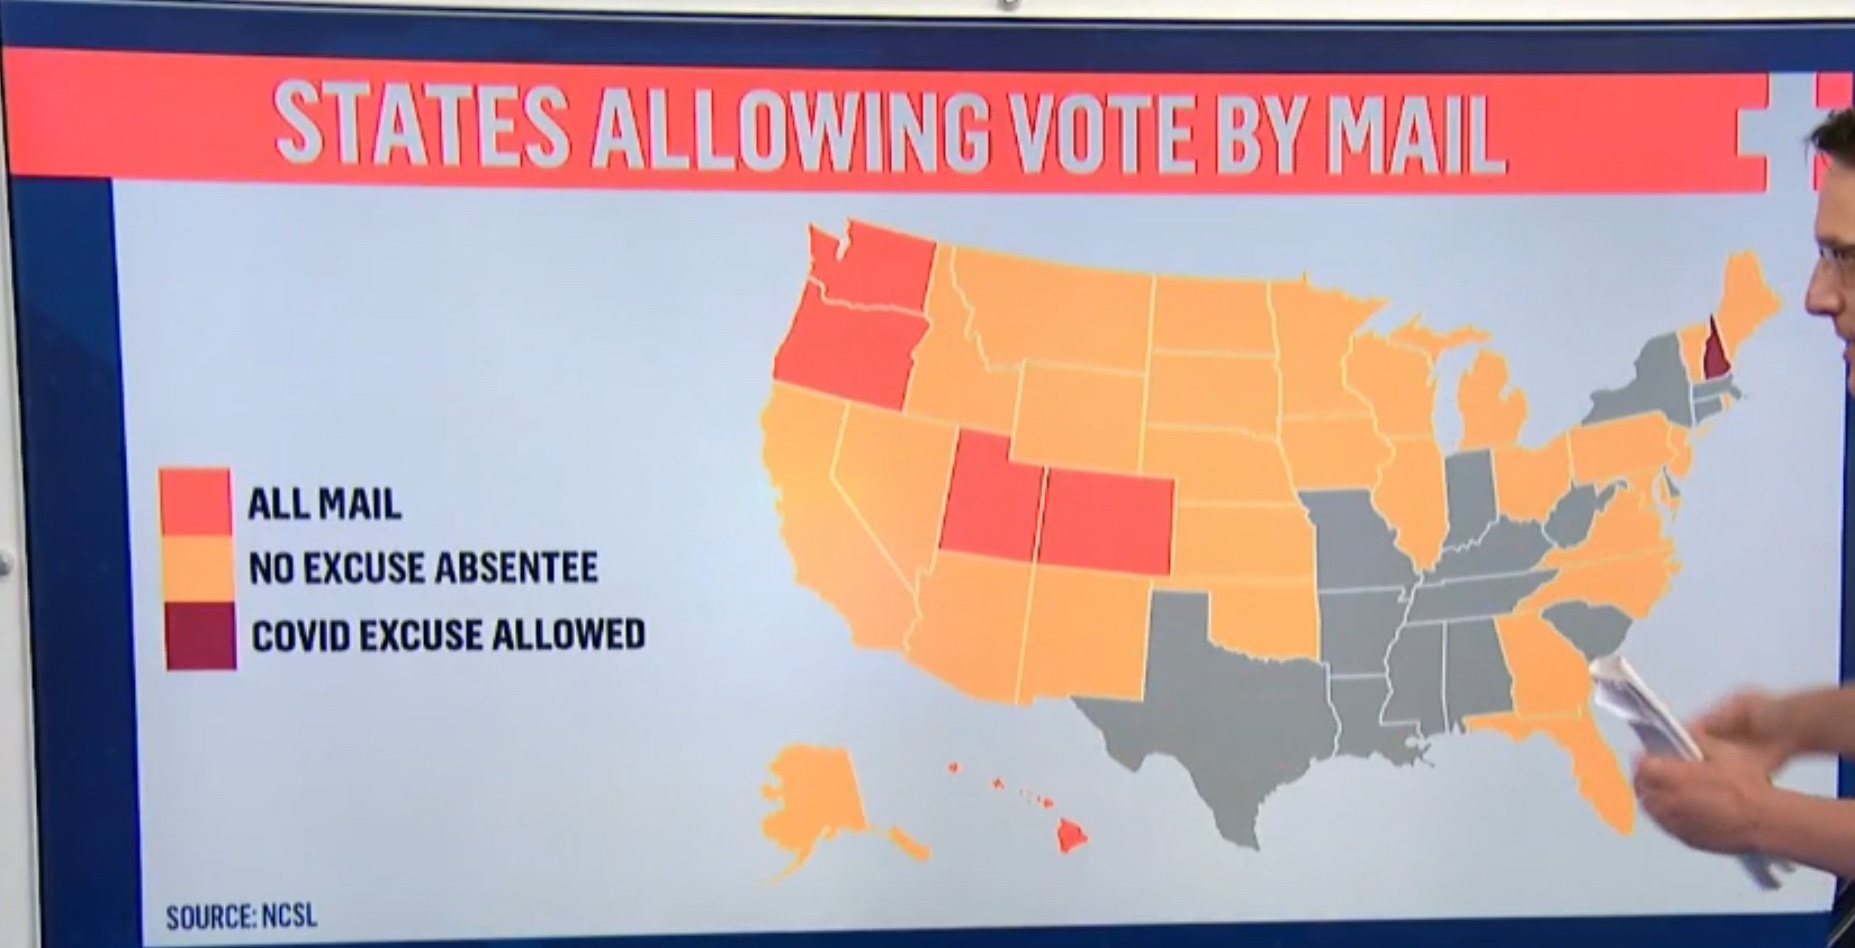 STATES ALLOWING VOTE BY MAIL
ALL MAIL
NO EXCUSE ABSENTEE
COVID EXCUSE ALLOWED
SOURCE: NCSL